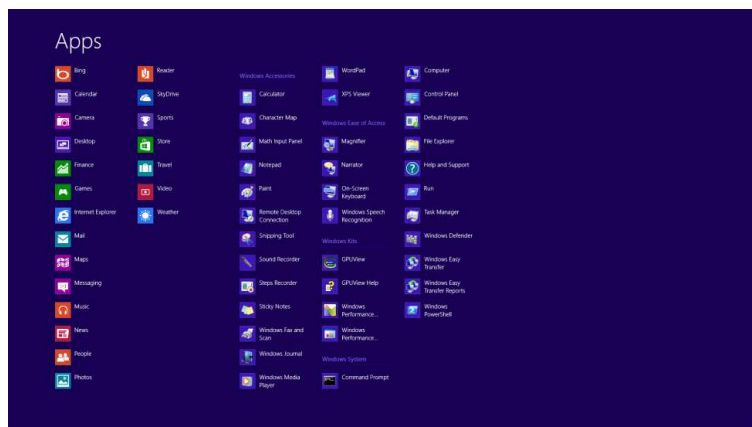 Apps
Bing
Calendar
Camera
Desktop
Finance
Games
Internet Explorer
Mail
Maps
Messaging
Music
News
People
Photos
Reader
SkyDrive
Sports
Store
Travel
Video
Weather
Windows Accessories
Calculator
Character Map
Math Input Panel
Notepad
Paint
Remote Desktop
Connection
Snipping Tool
Sound Recorder
Steps Recorder
Sticky Notes
Windows Fax and
Scan
Windows Journal
Windows Media
Player
WordPad
XPS Viewer
Windows Ease of Access
Magnifier
Narrator
On-Screen
Keyboard
Windows Speech
Recognition
Windows Kits
GPUView
GPUView Help
Windows
Performance...
Windows
Performance...
Windows System
Command Prompt
Computer
Control Panel
Default Programs
File Explorer
Help and Support
Run
Task Manager
Windows Defender
Windows Easy
Transfer
Windows Easy
Transfer Reports
Windows
PowerShell